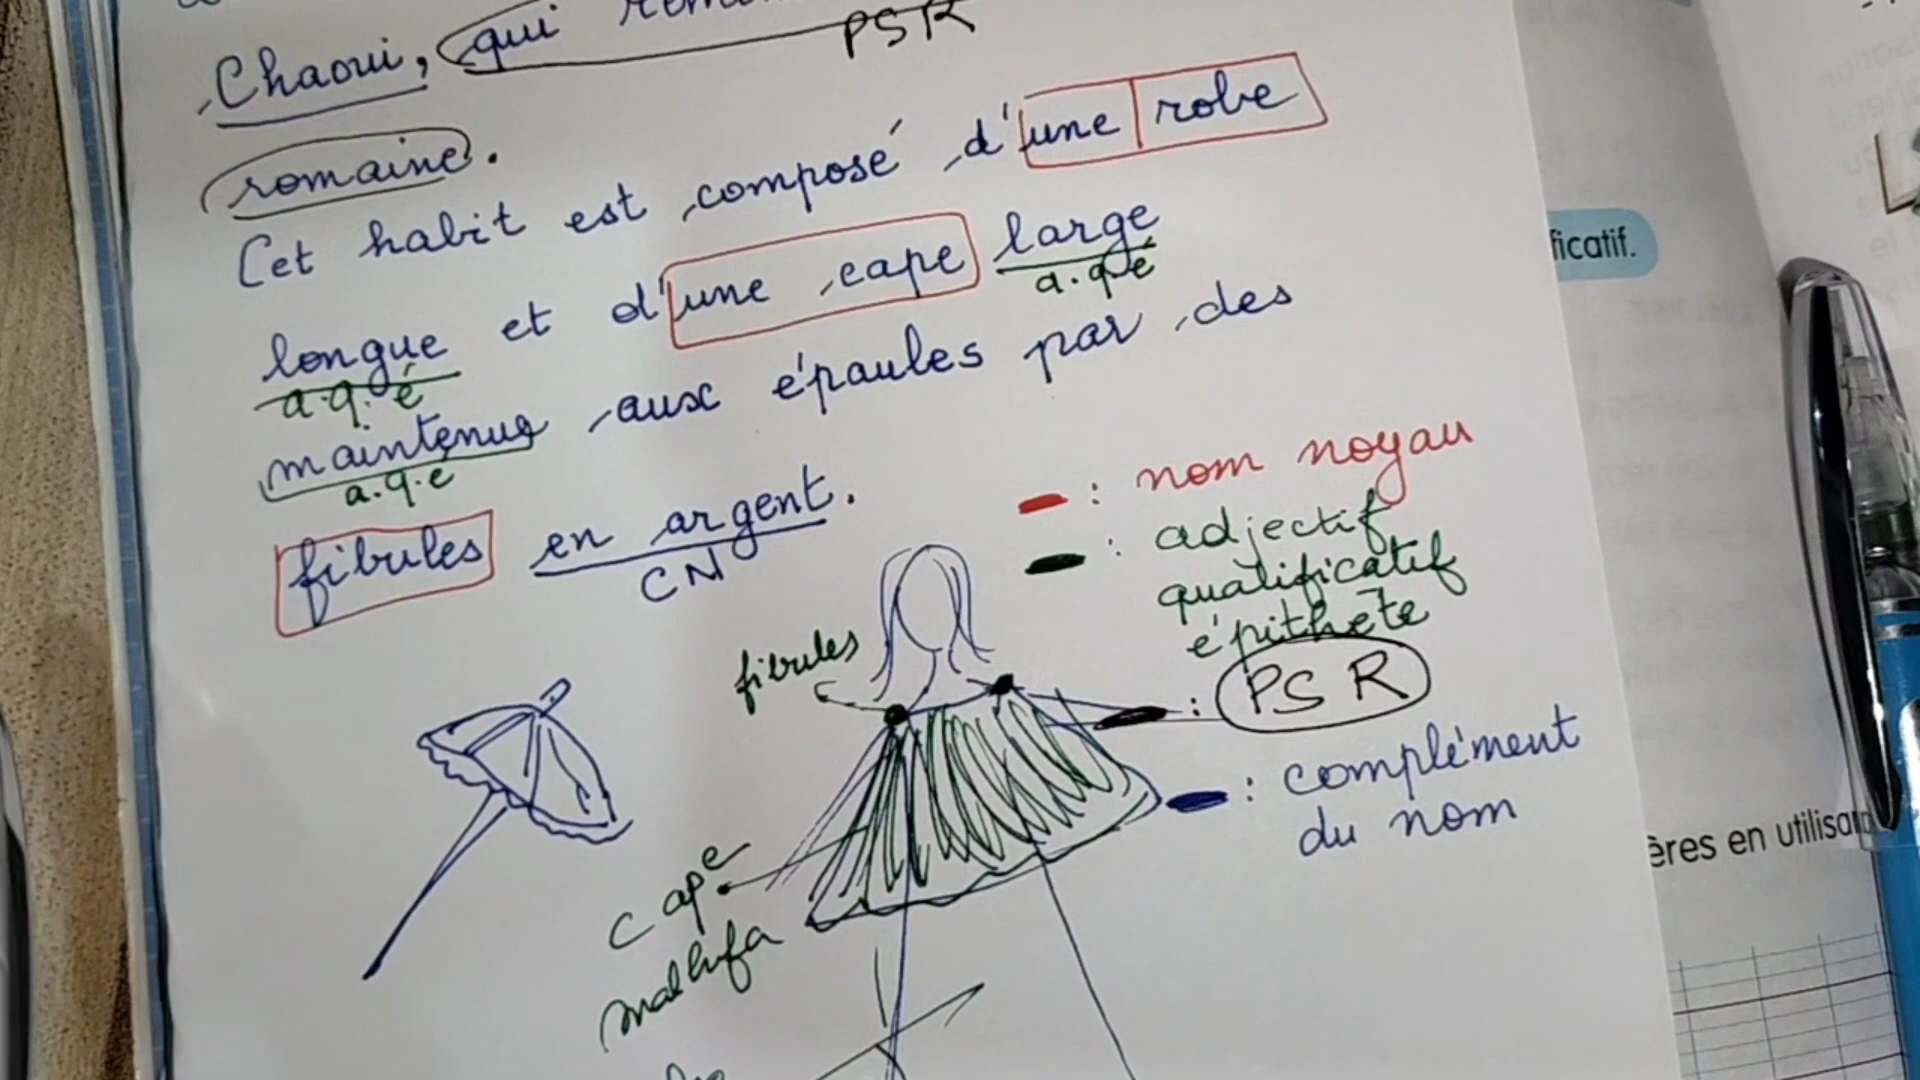 Chaoui, qui
PSR
romaine.
Cet habit est composé d'une robe
longue et d'une cape large
a.q.é
a.q.é
maintenue aux épaules par des
a.q.e
fibules en argent.
CN
: nom noyau
: adjectif
qualificatif
épithète
: PSR
: complément
du nom
fibules
cape
malhfa
ficatif.
ères en utilisan